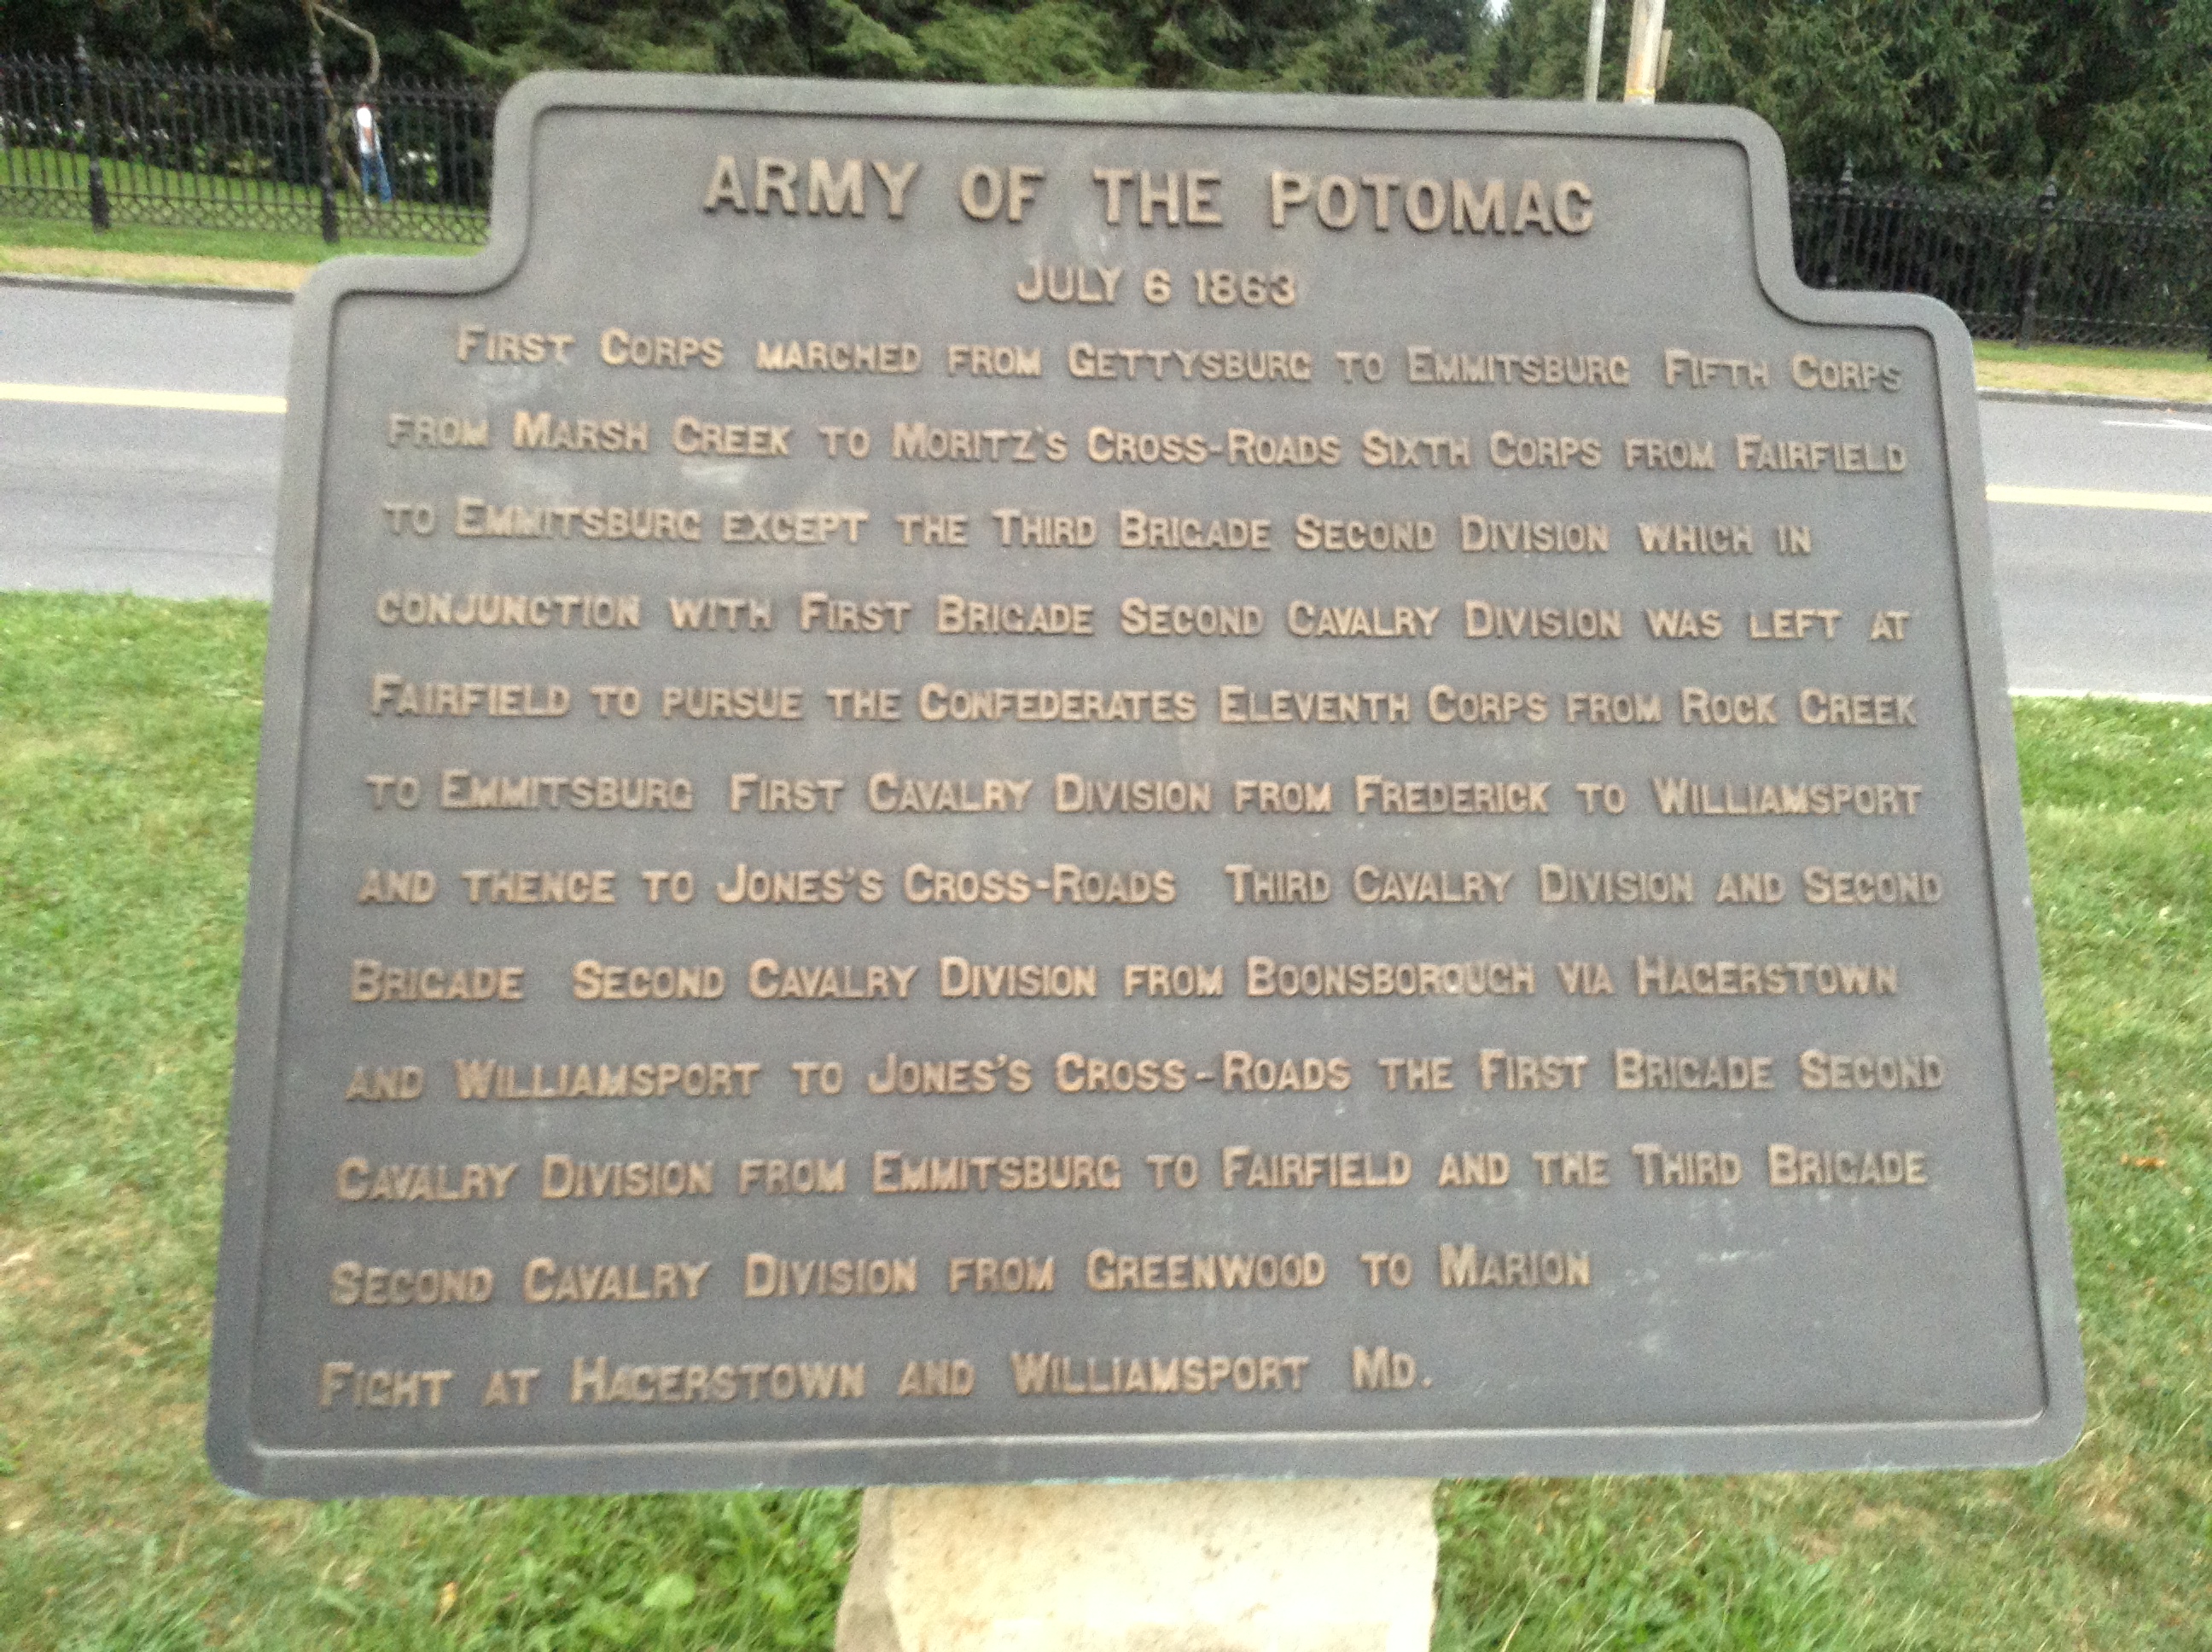 ARMY OF THE POTOMAC
JULY 6 1863
FIRST CORPS MARCHED FROM GETTYSBURG TO EMMITSBURG FIFTH CORPS
FROM MARSH CREEK TO MORITZ'S CROSS-ROADS SIXTH CORPS FROM FAIRFIELD
TO EMMITSBURG EXCEPT THE THIRD BRIGADE SECOND DIVISION WHICH IN
CONJUNCTION WITH FIRST BRIGADE SECOND CAVALRY DIVISION WAS LEFT AT
FAIRFIELD TO PURSUE THE CONFEDERATES ELEVENTH CORPS FROM ROCK CREEK
TO EMMITSBURG FIRST CAVALRY DIVISION FROM FREDERICK TO WILLIAMSPORT
AND THENCE TO JONES'S CROSS-ROADS THIRD CAVALRY DIVISION AND SECOND
BRIGADE SECOND CAVALRY DIVISION FROM BOONSBOROUGH VIA HAGERSTOWN
AND WILLIAMSPORT TO JONES'S CROSS-ROADS THE FIRST BRIGADE SECOND
CAVALRY DIVISION FROM EMMITSBURG TO FAIRFIELD AND THE THIRD BRIGADE
SECOND CAVALRY DIVISION FROM GREENWOOD TO MARION
FIGHT AT HAGERSTOWN AND WILLIAMSPORT MD.